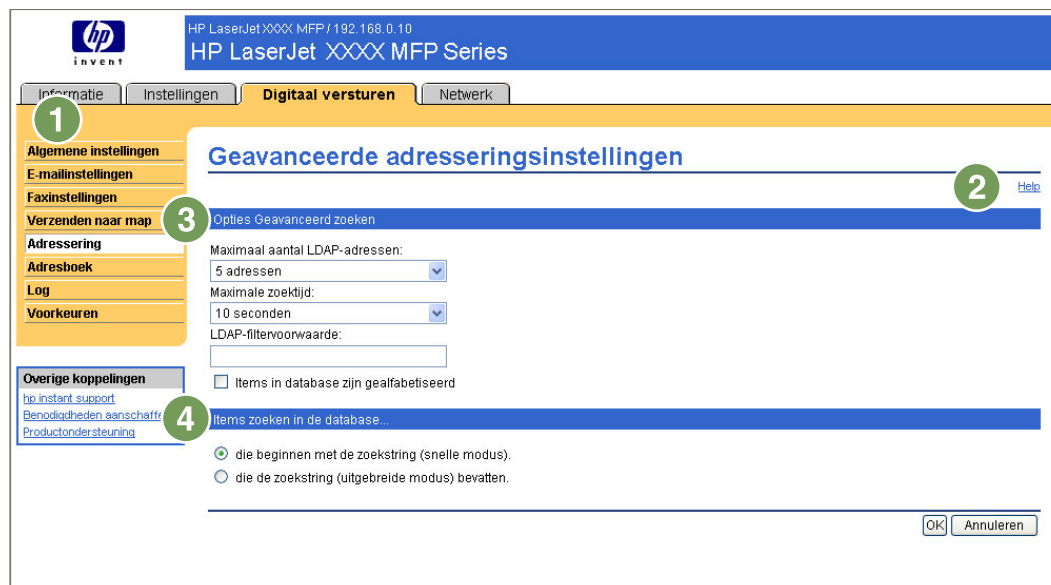 hp
invent
HP LaserJet XXXX MFP / 192.168.0.10
HP LaserJet XXXX MFP Series
Informatie
Instellingen
Digitaal versturen
Netwerk
1
Algemene instellingen
E-mailinstellingen
Faxinstellingen
Verzenden naar map
Adressering
Adresboek
Log
Voorkeuren
Overige koppelingen
hp instant support
Benodigdheden aanschaffe
Productondersteuning
Geavanceerde adresseringsinstellingen
2
Help
3
Opties Geavanceerd zoeken
Maximaal aantal LDAP-adressen:
5 adressen
Maximale zoektijd:
10 seconden
LDAP-filtervoorwaarde:
Items in database zijn gealfabetiseerd
4
Items zoeken in de database...
die beginnen met de zoekstring (snelle modus).
die de zoekstring (uitgebreide modus) bevatten.
OK
Annuleren